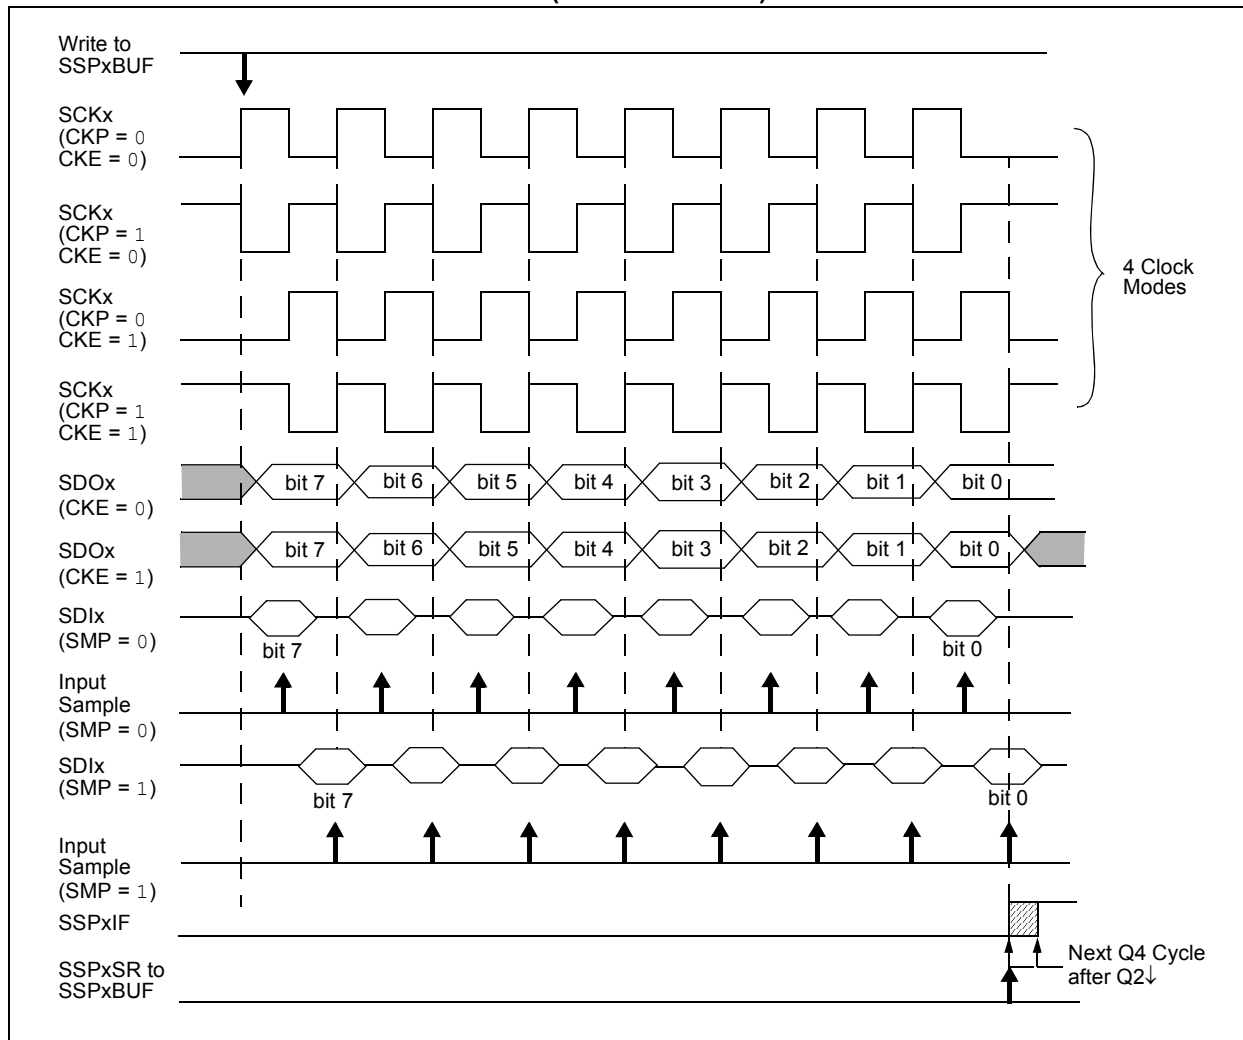 Write to
SSPxBUF
SCKx
(CKP = 0
CKE = 0)
SCKx
(CKP = 1
CKE = 0)
4 Clock
Modes
SCKx
(CKP = 0
CKE = 1)
SCKx
(CKP = 1
CKE = 1)
SDOx
(CKE = 0)
bit 7 bit 6 bit 5 bit 4 bit 3 bit 2 bit 1 bit 0
SDOx
(CKE = 1)
bit 7 bit 6 bit 5 bit 4 bit 3 bit 2 bit 1 bit 0
SDIx
(SMP = 0)
bit 7 bit 0
Input
Sample
(SMP = 0)
SDIx
(SMP = 1)
bit 7 bit 0
Input
Sample
(SMP = 1)
SSPxIF
Next Q4 Cycle
after Q2↓
SSPxSR to
SSPxBUF